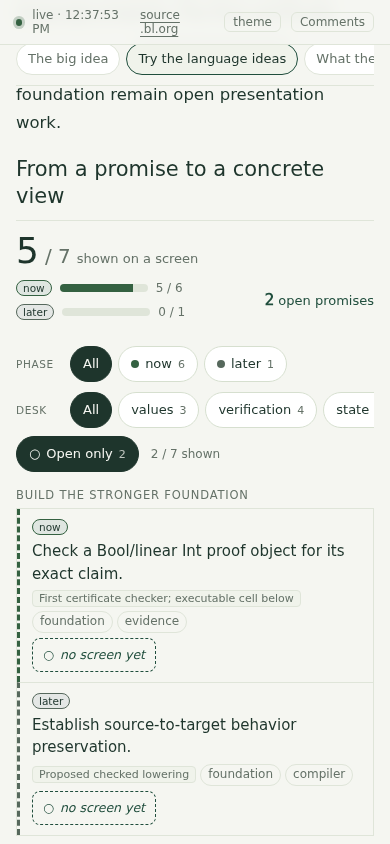 live · 12:37:53 PM
source .bl.org
theme
Comments
The big idea
Try the language ideas
What the
foundation remain open presentation
work.
From a promise to a concrete
view
5 / 7 shown on a screen
now 5 / 6
later 0 / 1
2 open promises
PHASE All now 6 later 1
DESK All values 3 verification 4 state
Open only 2 2 / 7 shown
BUILD THE STRONGER FOUNDATION
now
Check a Bool/linear Int proof object for its
exact claim.
First certificate checker; executable cell below
foundation evidence
no screen yet
later
Establish source-to-target behavior
preservation.
Proposed checked lowering foundation compiler
no screen yet